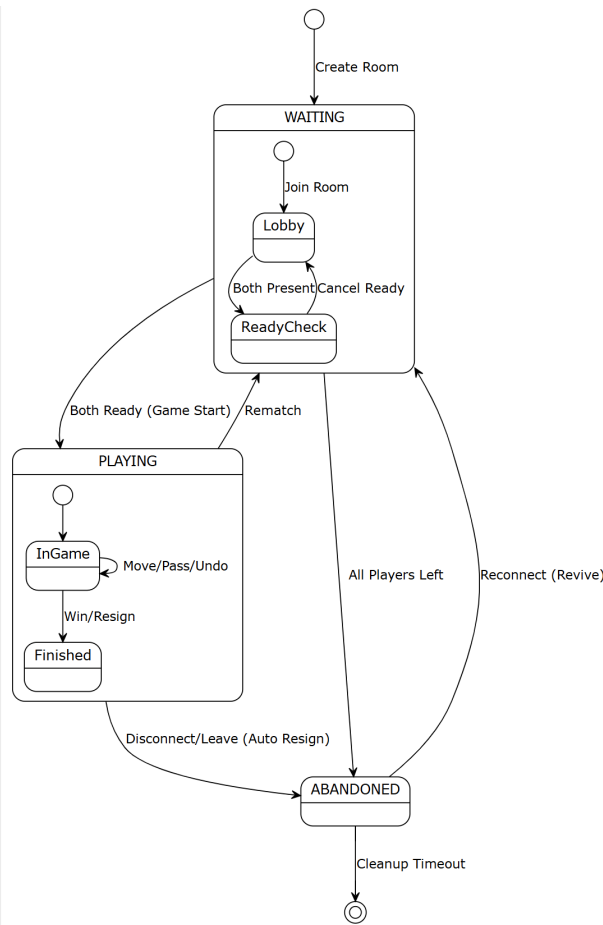 Create Room
WAITING
Join Room
Lobby
Both Present
Cancel Ready
ReadyCheck
Both Ready (Game Start)
Rematch
PLAYING
InGame
Move/Pass/Undo
All Players Left
Reconnect (Revive)
Win/Resign
Finished
Disconnect/Leave (Auto Resign)
ABANDONED
Cleanup Timeout